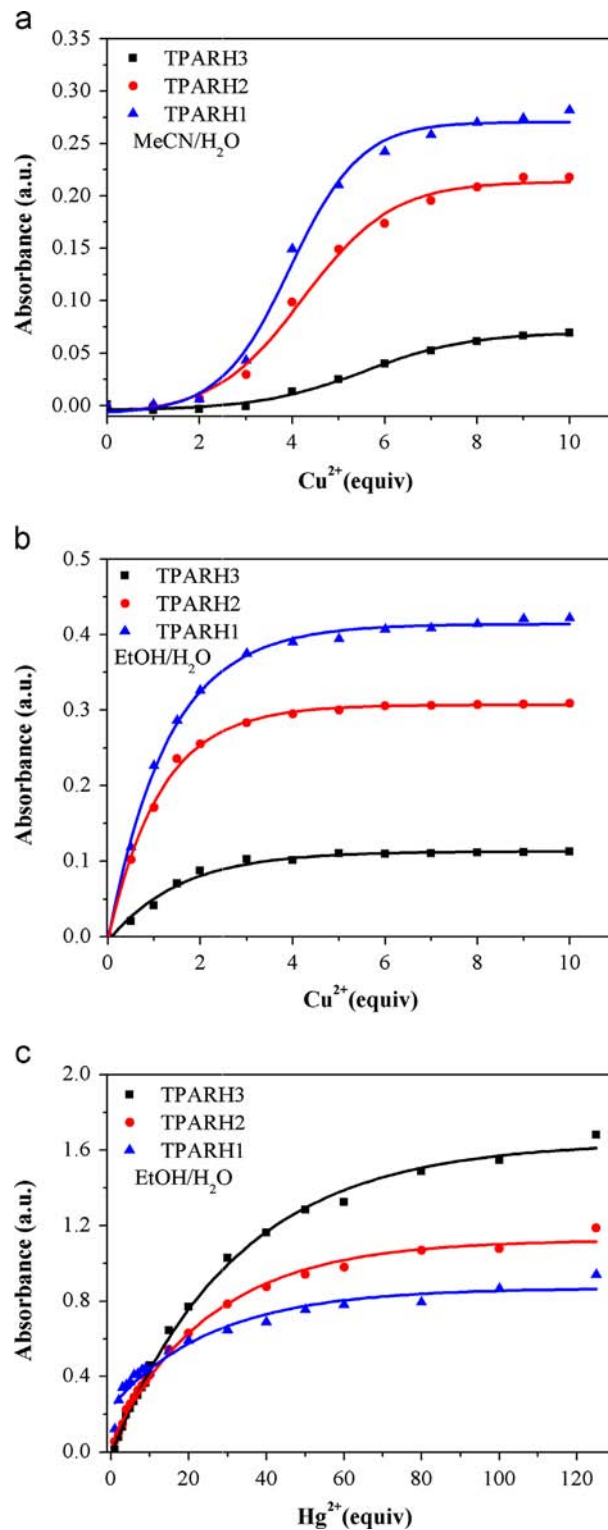 a
0.35
0.30
0.25
0.20
0.15
0.10
0.05
0.00
Absorbance (a.u.)
TPARH3
TPARH2
TPARH1
MeCN/H₂O
0 2 4 6 8 10
Cu²⁺(equiv)
b
0.5
0.4
0.3
0.2
0.1
0.0
Absorbance (a.u.)
TPARH3
TPARH2
TPARH1
EtOH/H₂O
0 2 4 6 8 10
Cu²⁺(equiv)
c
2.0
1.6
1.2
0.8
0.4
0.0
Absorbance (a.u.)
TPARH3
TPARH2
TPARH1
EtOH/H₂O
0 20 40 60 80 100 120
Hg²⁺(equiv)